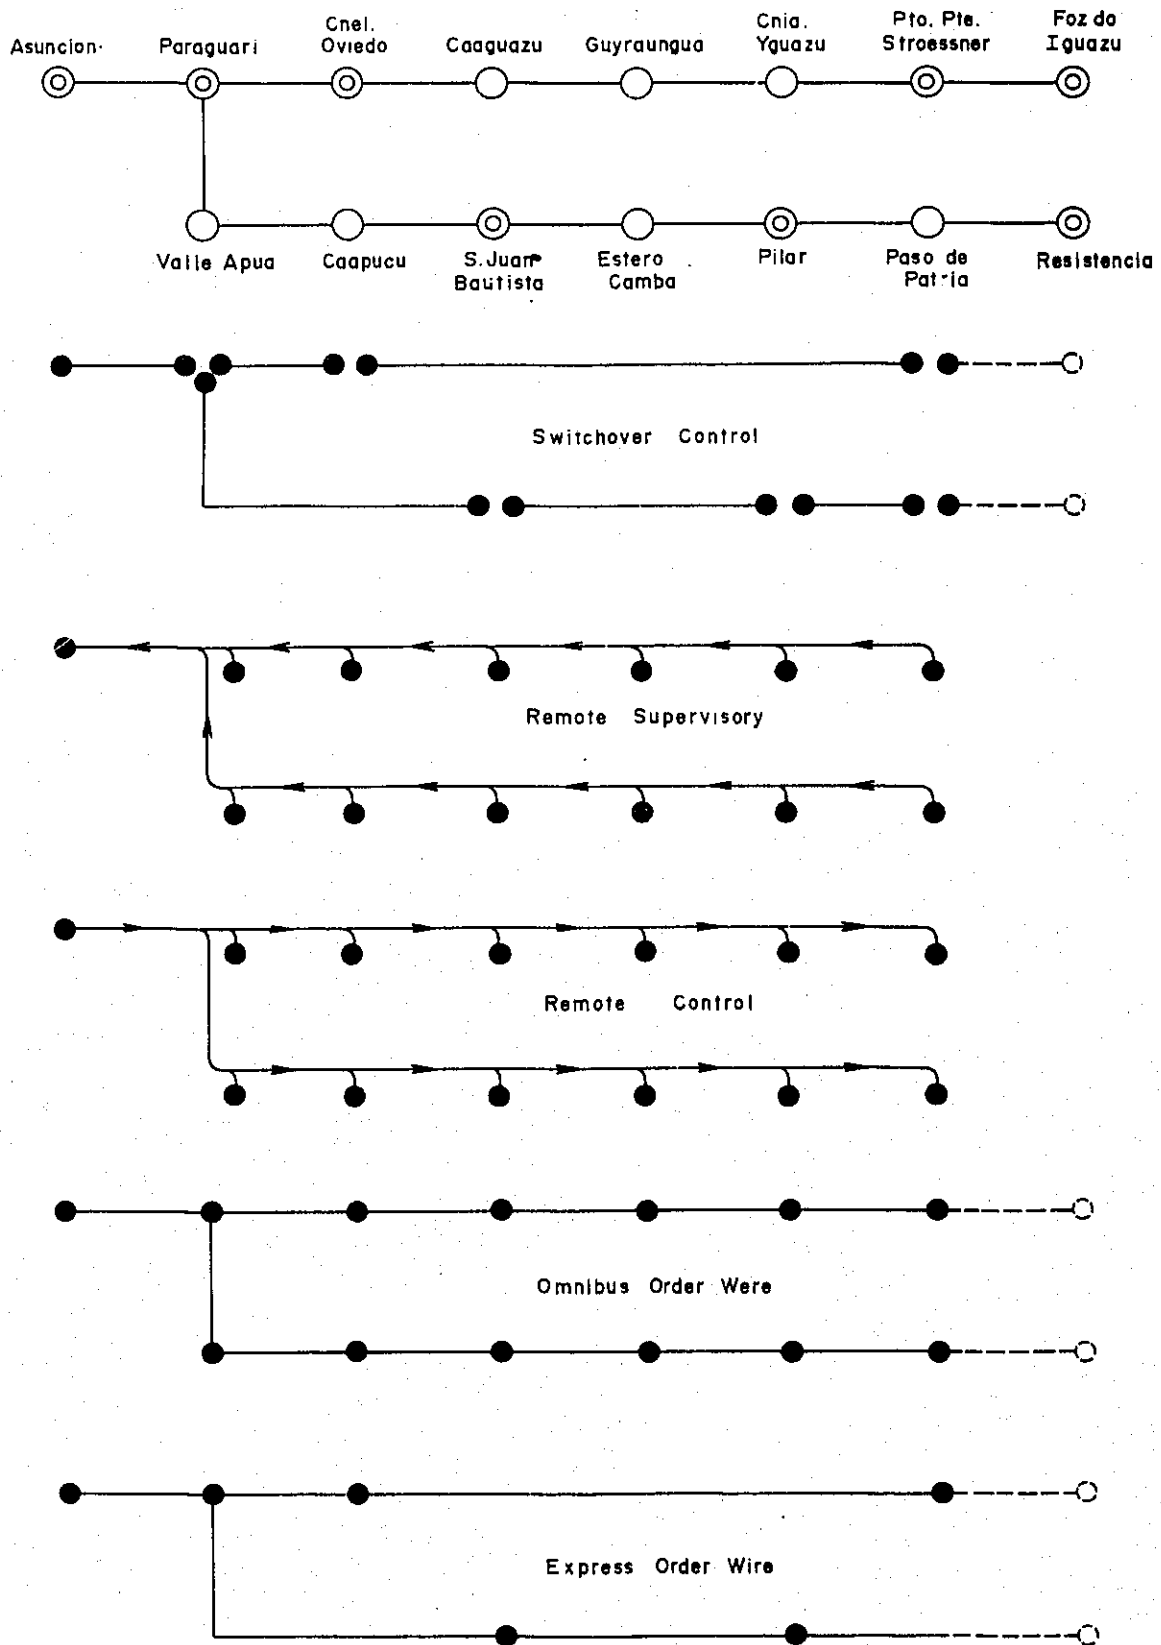 Asuncion
Paraguari
Cnel.
Oviedo
Caaguazu
Guyraungua
Cnia.
Yguazu
Pto. Pte.
Stroessner
Foz do
Iguazu
Valle Apua
Caapucu
S. Juan
Bautista
Estero
Camba
Pilar
Paso de
Patria
Resistencia
Switchover Control
Remote Supervisory
Remote Control
Omnibus Order Were
Express Order Wire